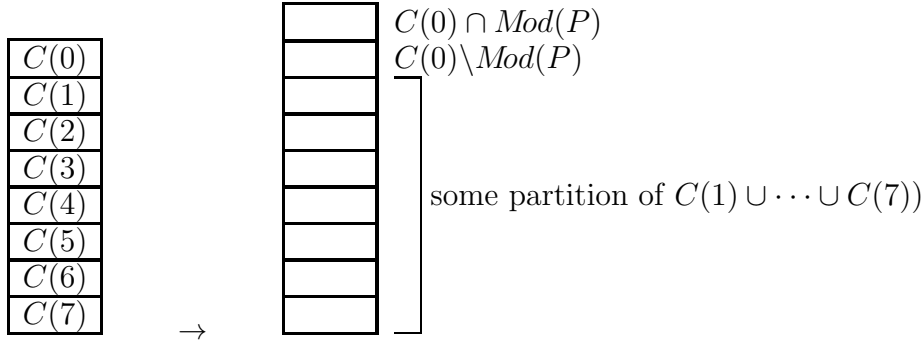 C(0) ∩ Mod(P)
C(0)\Mod(P)
C(0)
C(1)
C(2)
C(3)
C(4)
C(5)
C(6)
C(7)
→
some partition of C(1) ∪ ⋯ ∪ C(7))